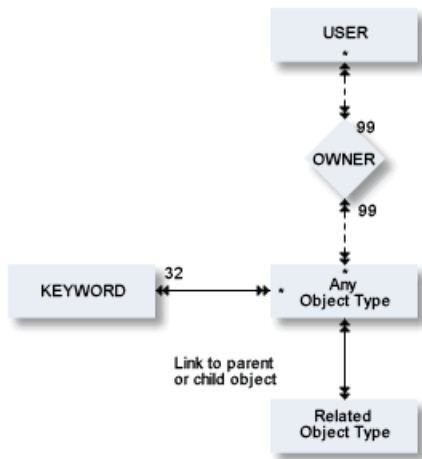 USER
*
99
OWNER
99
*
32
KEYWORD
*
Any
Object Type
Link to parent
or child object
Related
Object Type